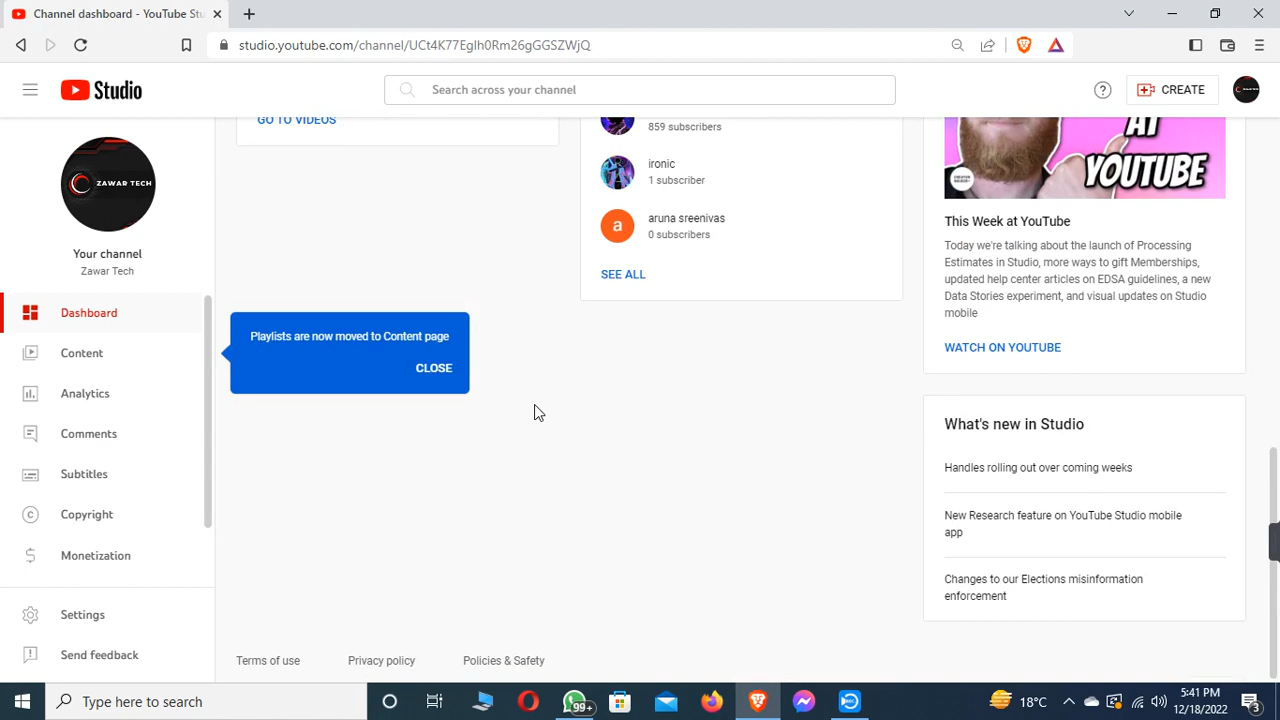 Channel dashboard - YouTube Stu
studio.youtube.com/channel/UCt4K77EgIh0Rm26gGGSZWjQ
Studio
Search across your channel
CREATE
ZAWAR TECH
Your channel
Zawar Tech
Dashboard
Content
Analytics
Comments
Subtitles
Copyright
Monetization
Settings
Send feedback
GO TO VIDEOS
Playlists are now moved to Content page
CLOSE
859 subscribers
ironic
1 subscriber
a
aruna sreenivas
0 subscribers
SEE ALL
AT
YOUTUBE
This Week at YouTube
Today we're talking about the launch of Processing
Estimates in Studio, more ways to gift Memberships,
updated help center articles on EDSA guidelines, a new
Data Stories experiment, and visual updates on Studio
mobile
WATCH ON YOUTUBE
What's new in Studio
Handles rolling out over coming weeks
New Research feature on YouTube Studio mobile
app
Changes to our Elections misinformation
enforcement
Terms of use
Privacy policy
Policies & Safety
Type here to search
99+
18°C
5:41 PM
12/18/2022
3